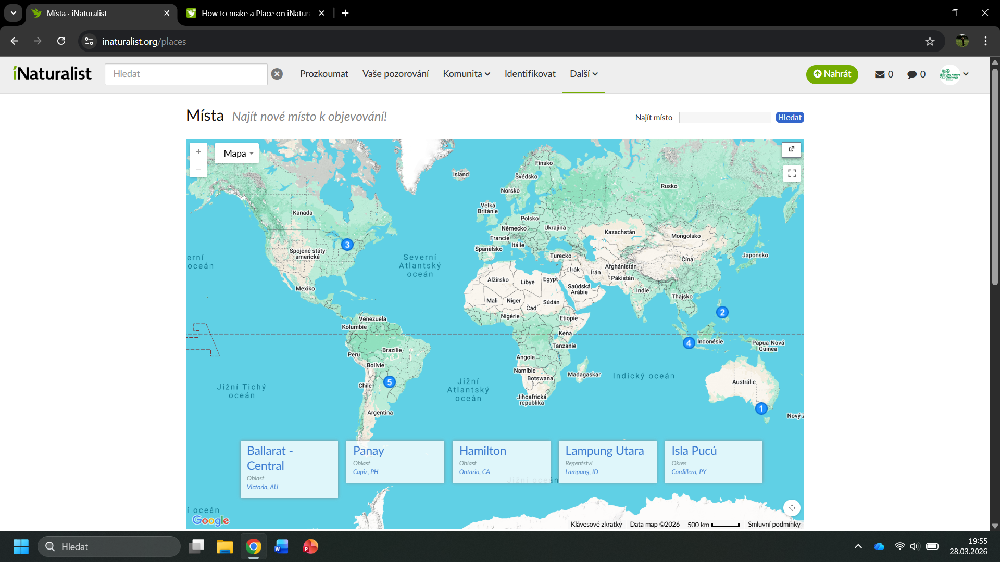 Místa · iNaturalist
How to make a Place on iNatura
inaturalist.org/places
iNaturalist
Hledat
Prozkoumat
Vaše pozorování
Komunita
Identifikovat
Další
Nahrát
0
0
Místa
Najít nové místo k objevování!
Najít místo
Hledat
Mapa
Finsko
Island
Švédsko
Rusko
Norsko
Velká
Británie
Kanada
Polsko
Německo
Ukrajina
Kazachstán
Mongolsko
Francie
Itálie
3
Španělsko
Spojené státy
americké
Turecko
Čína
Japonsko
erní
oceán
Severní
Atlantský
oceán
Afghánistán
Irák
Írán
Pákistán
Alžírsko
Libye
Egypt
Saúdská
Arábie
Mexiko
Indie
Thajsko
Mali
Niger
Čad
Súdán
2
Nigérie
Etiopie
Venezuela
Kolumbie
Keňa
4
Indonésie
Papua-Nová
Guinea
Tanzanie
Brazílie
Peru
Angola
Bolívie
Namibie
Botswana
Madagaskar
Indický oceán
5
Chile
Jižní Tichý
oceán
Jižní
Atlantský
oceán
Austrálie
Jihoafrická
republika
1
Argentina
Nový Z
Ballarat -
Central
Oblast
Victoria, AU
Panay
Oblast
Capiz, PH
Hamilton
Oblast
Ontario, CA
Lampung Utara
Regentství
Lampung, ID
Isla Pucú
Okres
Cordillera, PY
Jižní oceán
í oceán
Google
Klávesové zkratky
Data map ©2026
500 km
Smluvní podmínky
Hledat
19:55
28.03.2026